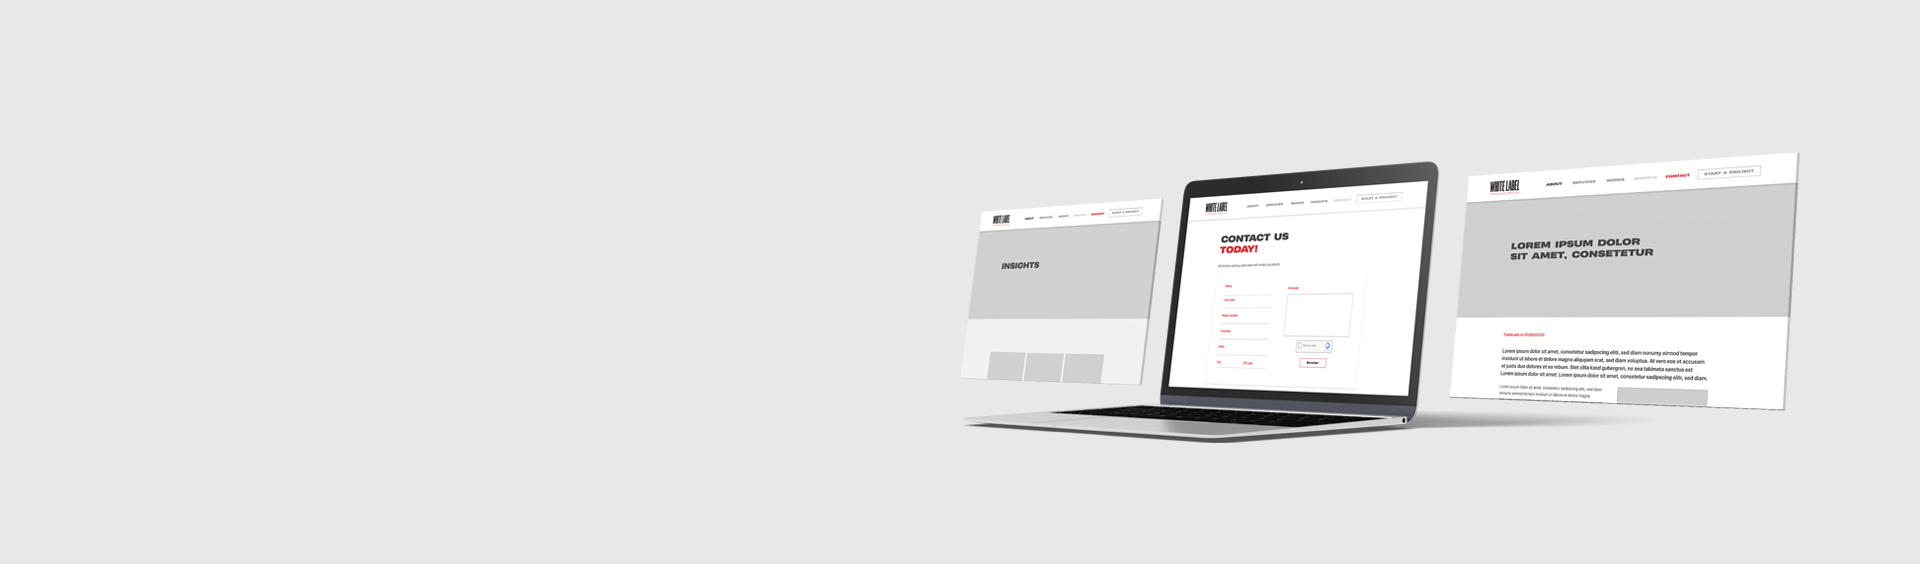 WHITE LABEL
ABOUT SERVICES WORKS INSIGHTS CONTACT START A PROJECT
INSIGHTS
WHITE LABEL
ABOUT SERVICES WORKS INSIGHTS CONTACT START A PROJECT
CONTACT US
TODAY!
Name
Last name
Phone number
Company
State
City
ZIP code
Message
WHITE LABEL
ABOUT SERVICES WORKS INSIGHTS CONTACT START A PROJECT
LOREM IPSUM DOLOR
SIT AMET, CONSETETUR
Lorem ipsum dolor sit amet, consetetur sadipscing elitr, sed diam nonumy eirmod tempor
invidunt ut labore et dolore magna aliquyam erat, sed diam voluptua. At vero eos et accusam
et justo duo dolores et ea rebum. Stet clita kasd gubergren, no sea takimata sanctus est
Lorem ipsum dolor sit amet. Lorem ipsum dolor sit amet, consetetur sadipscing elitr, sed diam.
Lorem ipsum dolor sit amet, consetetur sadipscing elitr, sed diam
nonumy eirmod tempor invidunt ut labore et dolore magna